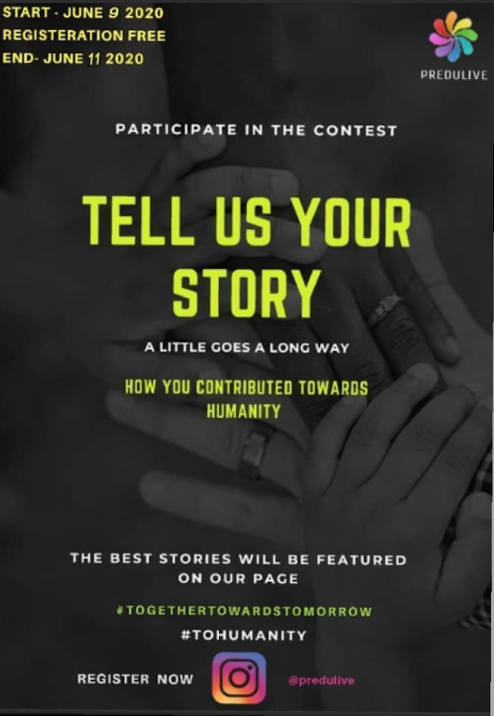 START - JUNE 9 2020
REGISTRATION FREE
END- JUNE 11 2020
PREDULIVE
PARTICIPATE IN THE CONTEST
TELL US YOUR
STORY
A LITTLE GOES A LONG WAY
HOW YOU CONTRIBUTED TOWARDS
HUMANITY
THE BEST STORIES WILL BE FEATURED
ON OUR PAGE
#TOGETHERTOWARDSTOMORROW
#TOHUMANITY
REGISTER NOW @predulive